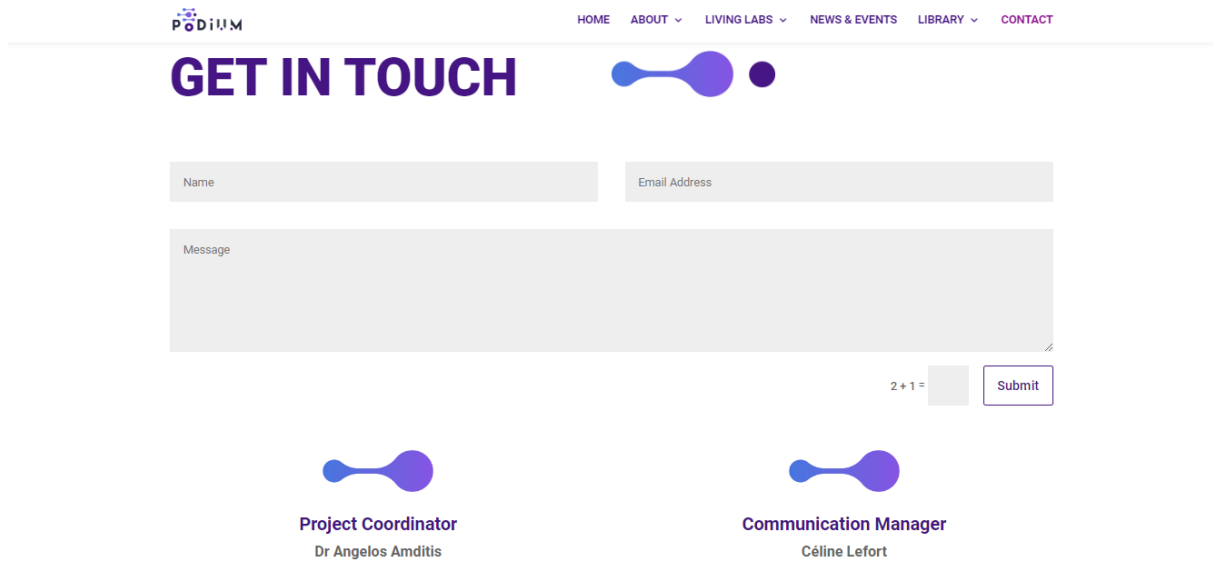 PODIUM
HOME ABOUT LIVING LABS NEWS & EVENTS LIBRARY CONTACT
GET IN TOUCH
Name Email Address
Message
2 + 1 = Submit
Project Coordinator Communication Manager
Dr Angelos Amditis Céline Lefort